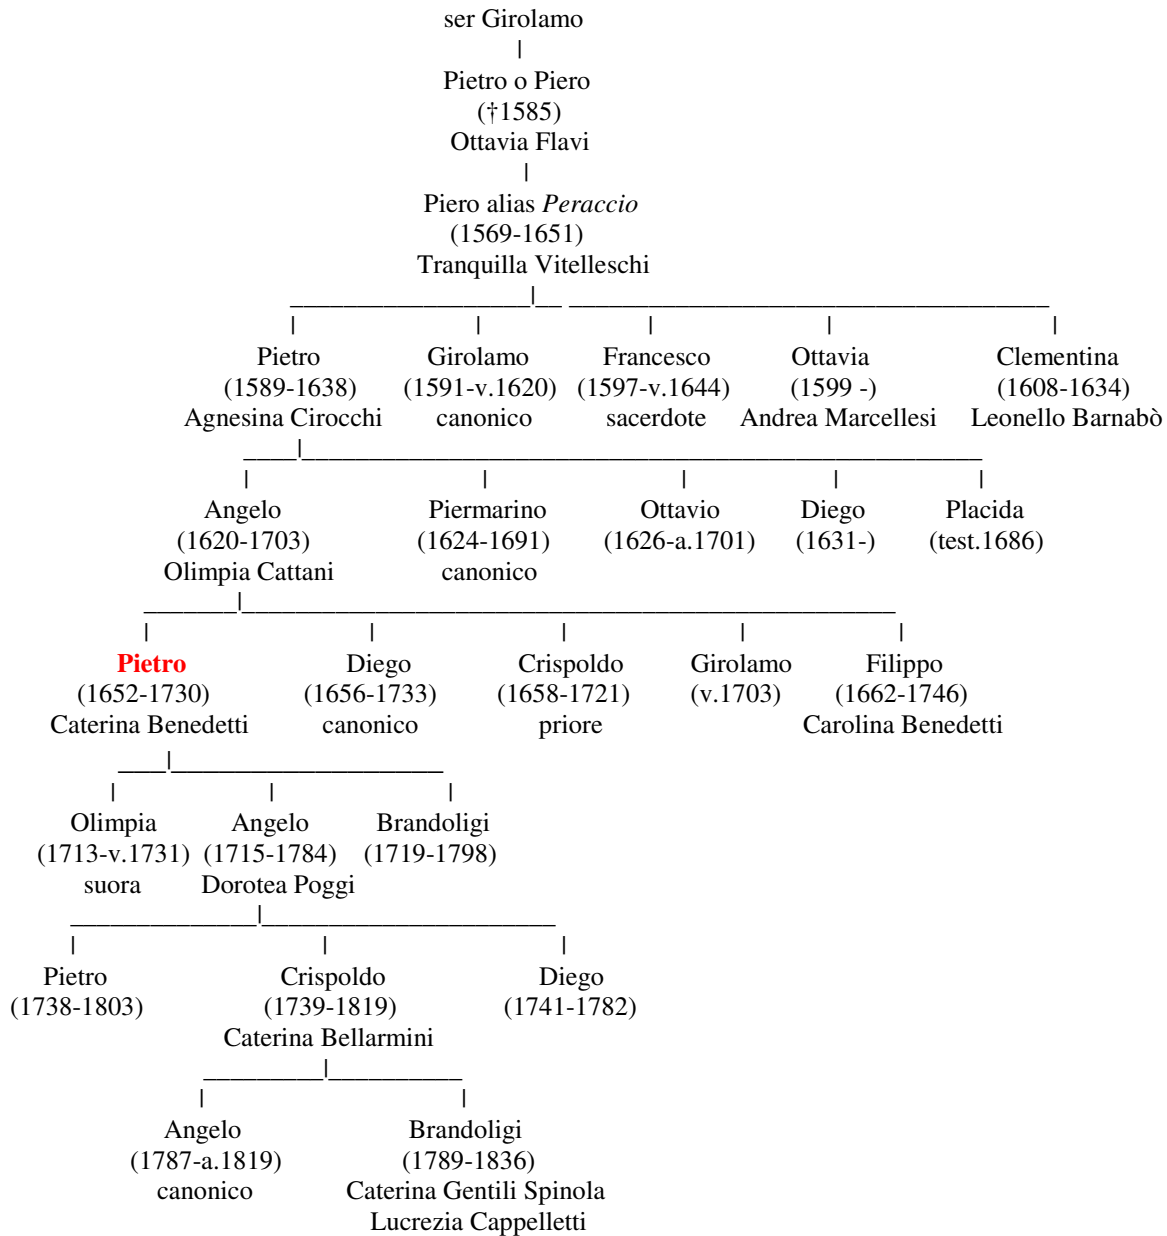 ser Girolamo
Pietro o Piero
(†1585)
Ottavia Flavi
Piero alias Peraccio
(1569-1651)
Tranquilla Vitelleschi
Pietro Girolamo Francesco Ottavia Clementina
(1589-1638) (1591-v.1620) (1597-v.1644) (1599 -) (1608-1634)
Agnesina Cirocchi canonico sacerdote Andrea Marcellesi Leonello Barnabò
Angelo Piermarino Ottavio Diego Placida
(1620-1703) (1624-1691) (1626-a.1701) (1631-) (test.1686)
Olimpia Cattani canonico
Pietro Diego Crispoldo Girolamo Filippo
(1652-1730) (1656-1733) (1658-1721) (v.1703) (1662-1746)
Caterina Benedetti canonico priore Carolina Benedetti
Olimpia Angelo Brandoligi
(1713-v.1731) (1715-1784) (1719-1798)
suora Dorotea Poggi
Pietro Crispoldo Diego
(1738-1803) (1739-1819) (1741-1782)
Caterina Bellarmini
Angelo Brandoligi
(1787-a.1819) (1789-1836)
canonico Caterina Gentili Spinola
Lucrezia Cappelletti